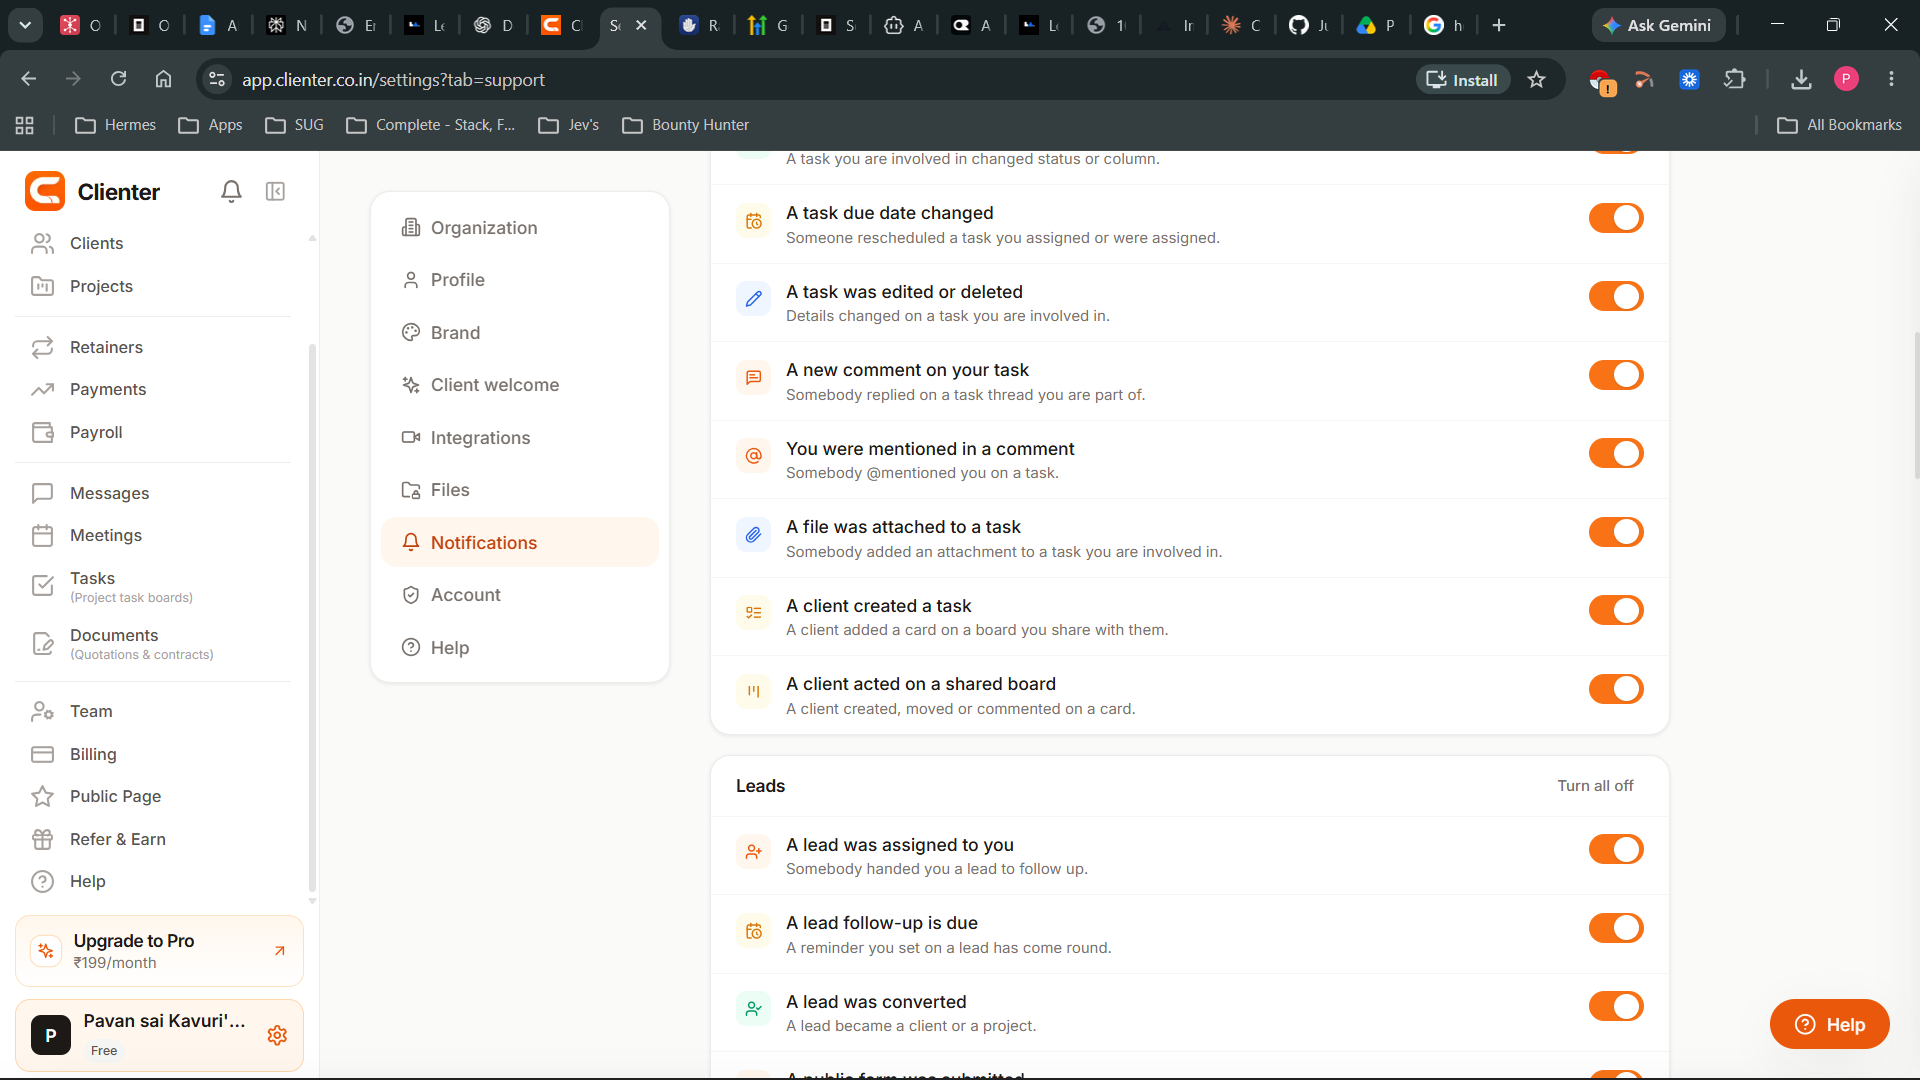 Ask Gemini
app.clienter.co.in/settings?tab=support
Install
Hermes
Apps
SUG
Complete - Stack, F...
Jev's
Bounty Hunter
All Bookmarks
Clienter
Clients
Projects
Retainers
Payments
Payroll
Messages
Meetings
Tasks
(Project task boards)
Documents
(Quotations & contracts)
Team
Billing
Public Page
Refer & Earn
Help
Upgrade to Pro
₹199/month
P
Pavan sai Kavuri'...
Free
Organization
Profile
Brand
Client welcome
Integrations
Files
Notifications
Account
Help
A task you are involved in changed status or column.
A task due date changed
Someone rescheduled a task you assigned or were assigned.
A task was edited or deleted
Details changed on a task you are involved in.
A new comment on your task
Somebody replied on a task thread you are part of.
You were mentioned in a comment
Somebody @mentioned you on a task.
A file was attached to a task
Somebody added an attachment to a task you are involved in.
A client created a task
A client added a card on a board you share with them.
A client acted on a shared board
A client created, moved or commented on a card.
Leads
Turn all off
A lead was assigned to you
Somebody handed you a lead to follow up.
A lead follow-up is due
A reminder you set on a lead has come round.
A lead was converted
A lead became a client or a project.
A public form was submitted
Help